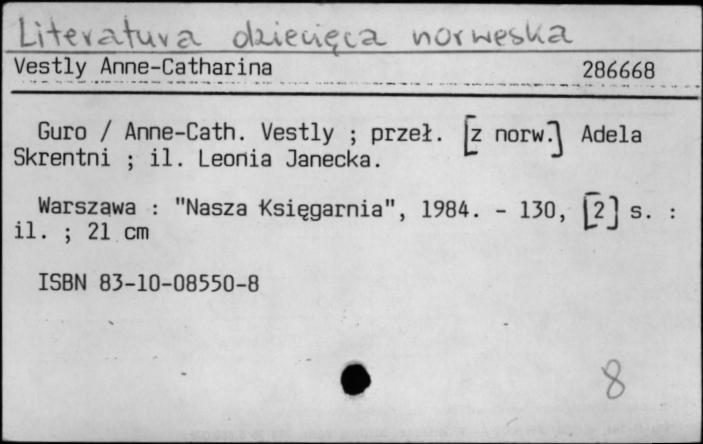 Literatura dziecięca norweska
Vestly Anne-Catharina 286668
Guro / Anne-Cath. Vestly ; przeł. [z norw.] Adela
Skrentni ; il. Leonia Janecka.
Warszawa : "Nasza Księgarnia", 1984. - 130, [2] s. :
il. ; 21 cm
ISBN 83-10-08550-8
8